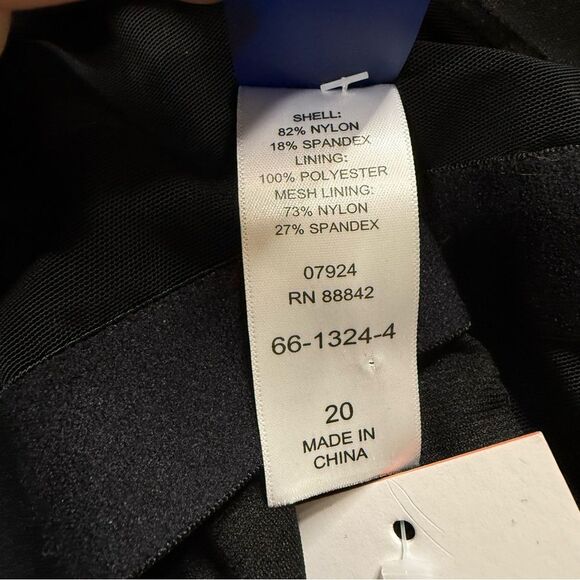 SHELL:
82% NYLON
18% SPANDEX
LINING:
100% POLYESTER
MESH LINING:
73% NYLON
27% SPANDEX
07924
RN 88842
66-1324-4
20
MADE IN
CHINA